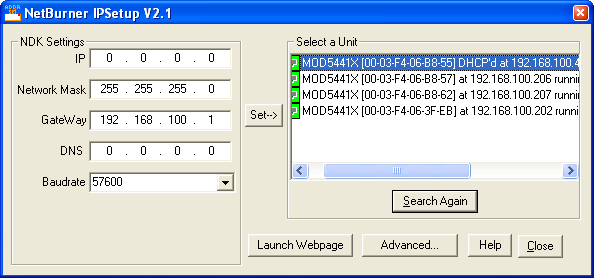 NetBurner IPSetup V2.1
NDK Settings
IP 0 . 0 . 0 . 0
Network Mask 255 . 255 . 255 . 0
GateWay 192 . 168 . 100 . 1
DNS 0 . 0 . 0 . 0
Baudrate 57600
Set-->
Select a Unit
MOD5441X [00-03-F4-06-B8-55] DHCP'd at 192.168.100.4
MOD5441X [00-03-F4-06-B8-57] at 192.168.100.206 runnin
MOD5441X [00-03-F4-06-B8-62] at 192.168.100.207 runnin
MOD5441X [00-03-F4-06-3F-EB] at 192.168.100.202 runnin
Search Again
Launch Webpage
Advanced...
Help
Close